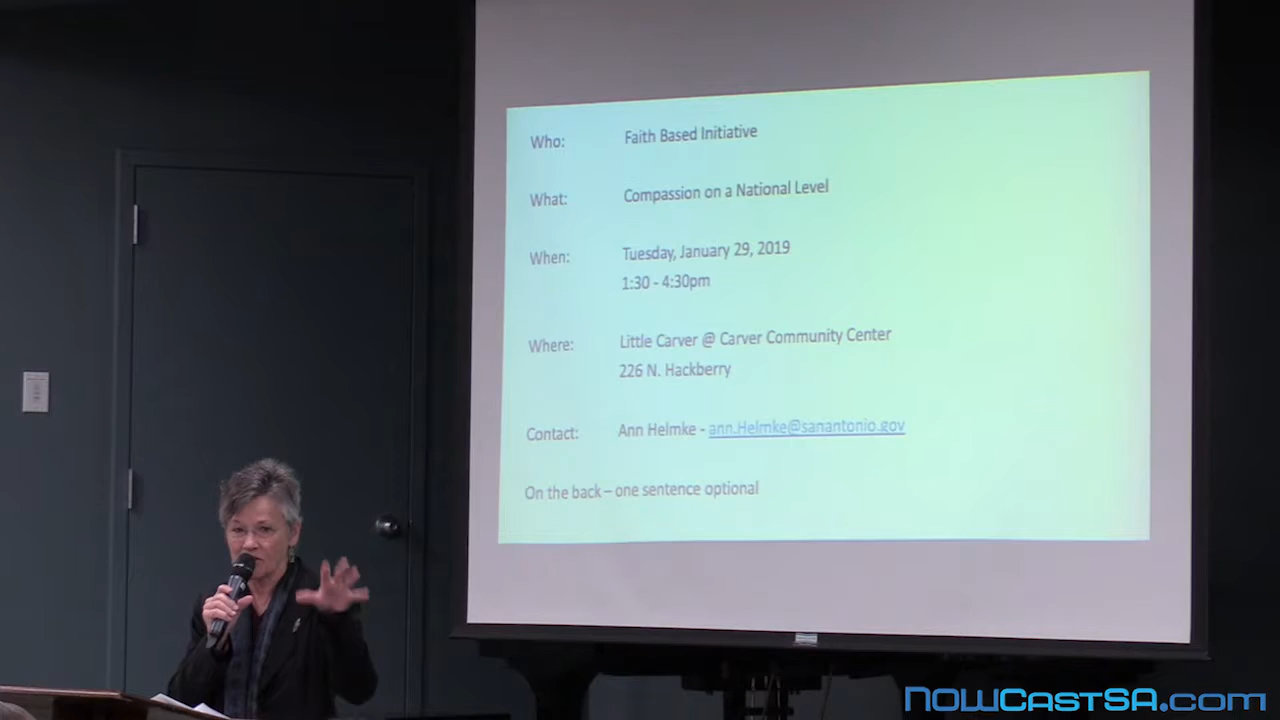 Who: Faith Based Initiative
What: Compassion on a National Level
When: Tuesday, January 29, 2019
1:30 - 4:30pm
Where: Little Carver @ Carver Community Center
226 N. Hackberry
Contact: Ann Helmke - ann.Helmke@sanantonio.gov
On the back – one sentence optional
NOWCASTSA.com